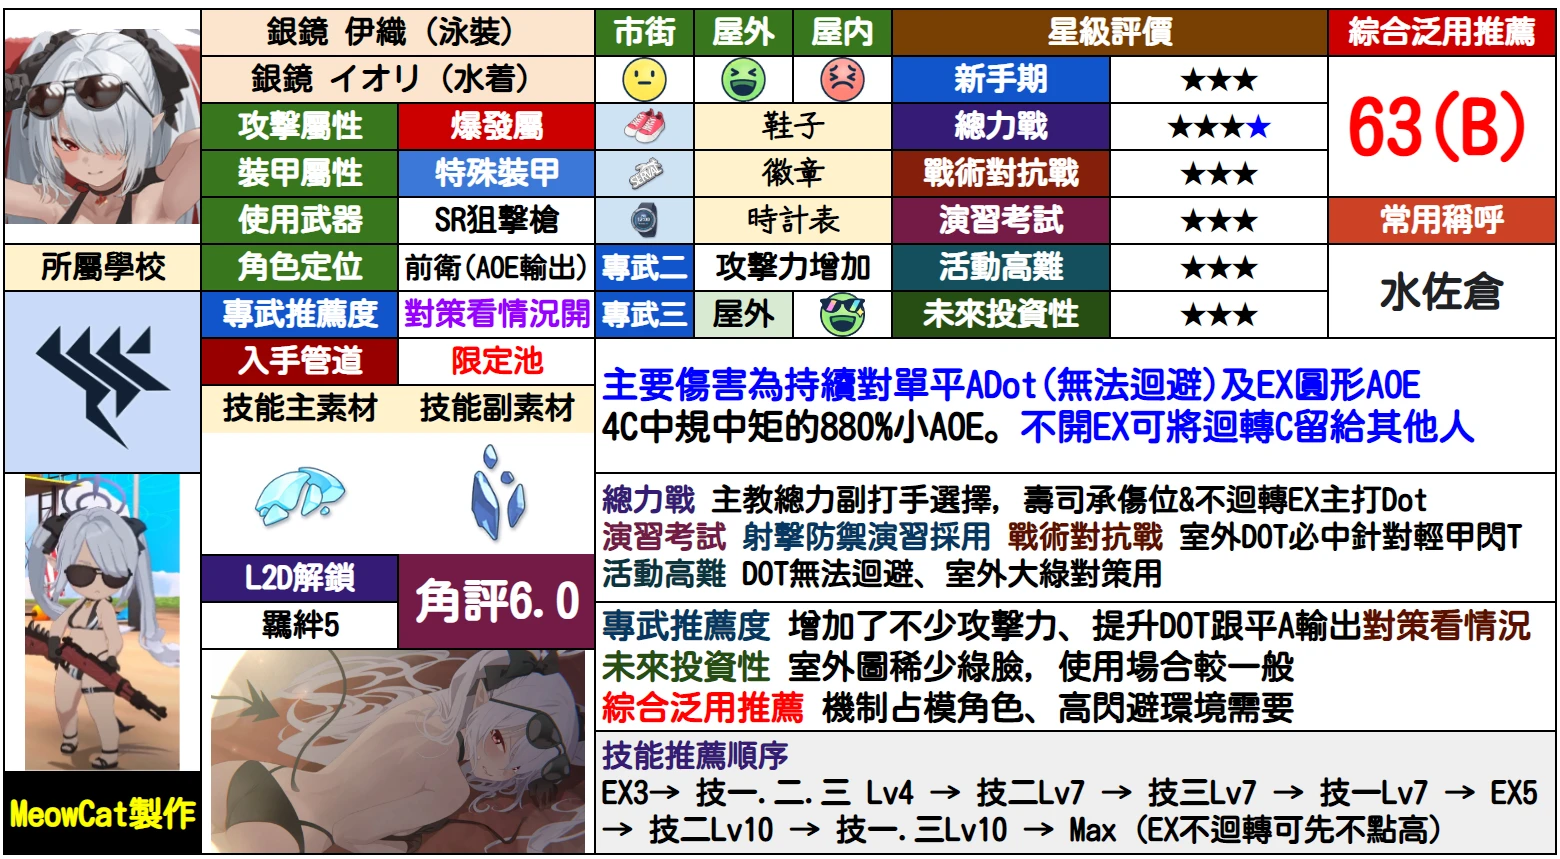 銀鏡 伊織（泳裝）
銀鏡 イオリ（水着）
市街 屋外 屋内
星級評價
綜合泛用推薦
攻擊屬性 爆發屬
裝甲屬性 特殊裝甲
使用武器 SR狙擊槍
角色定位 前衛(AOE輸出)
專武推薦度 對策看情況開
入手管道 限定池
技能主素材 技能副素材
所屬學校
鞋子
徽章
SERVAL
時計表
專武二 攻擊力增加
專武三 屋外
新手期 ★★★
總力戰 ★★★★
戰術對抗戰 ★★★
演習考試 ★★★
活動高難 ★★★
未來投資性 ★★★
63(B)
常用稱呼
水佐倉
主要傷害為持續對單平ADot(無法迴避)及EX圓形AOE
4C中規中矩的880%小AOE。不開EX可將迴轉C留給其他人
總力戰 主教總力副打手選擇, 壽司承傷位&不迴轉EX主打Dot
演習考試 射擊防禦演習採用 戰術對抗戰 室外DOT必中針對輕甲閃T
活動高難 DOT無法迴避、室外大綠對策用
L2D解鎖
羈絆5
角評6.0
專武推薦度 增加了不少攻擊力、提升DOT跟平A輸出對策看情況
未來投資性 室外圖稀少綠臉, 使用場合較一般
綜合泛用推薦 機制占模角色、高閃避環境需要
技能推薦順序
EX3→ 技一.二.三 Lv4 → 技二Lv7 → 技三Lv7 → 技一Lv7 → EX5
→ 技二Lv10 → 技一.三Lv10 → Max (EX不迴轉可先不點高)
MeowCat製作